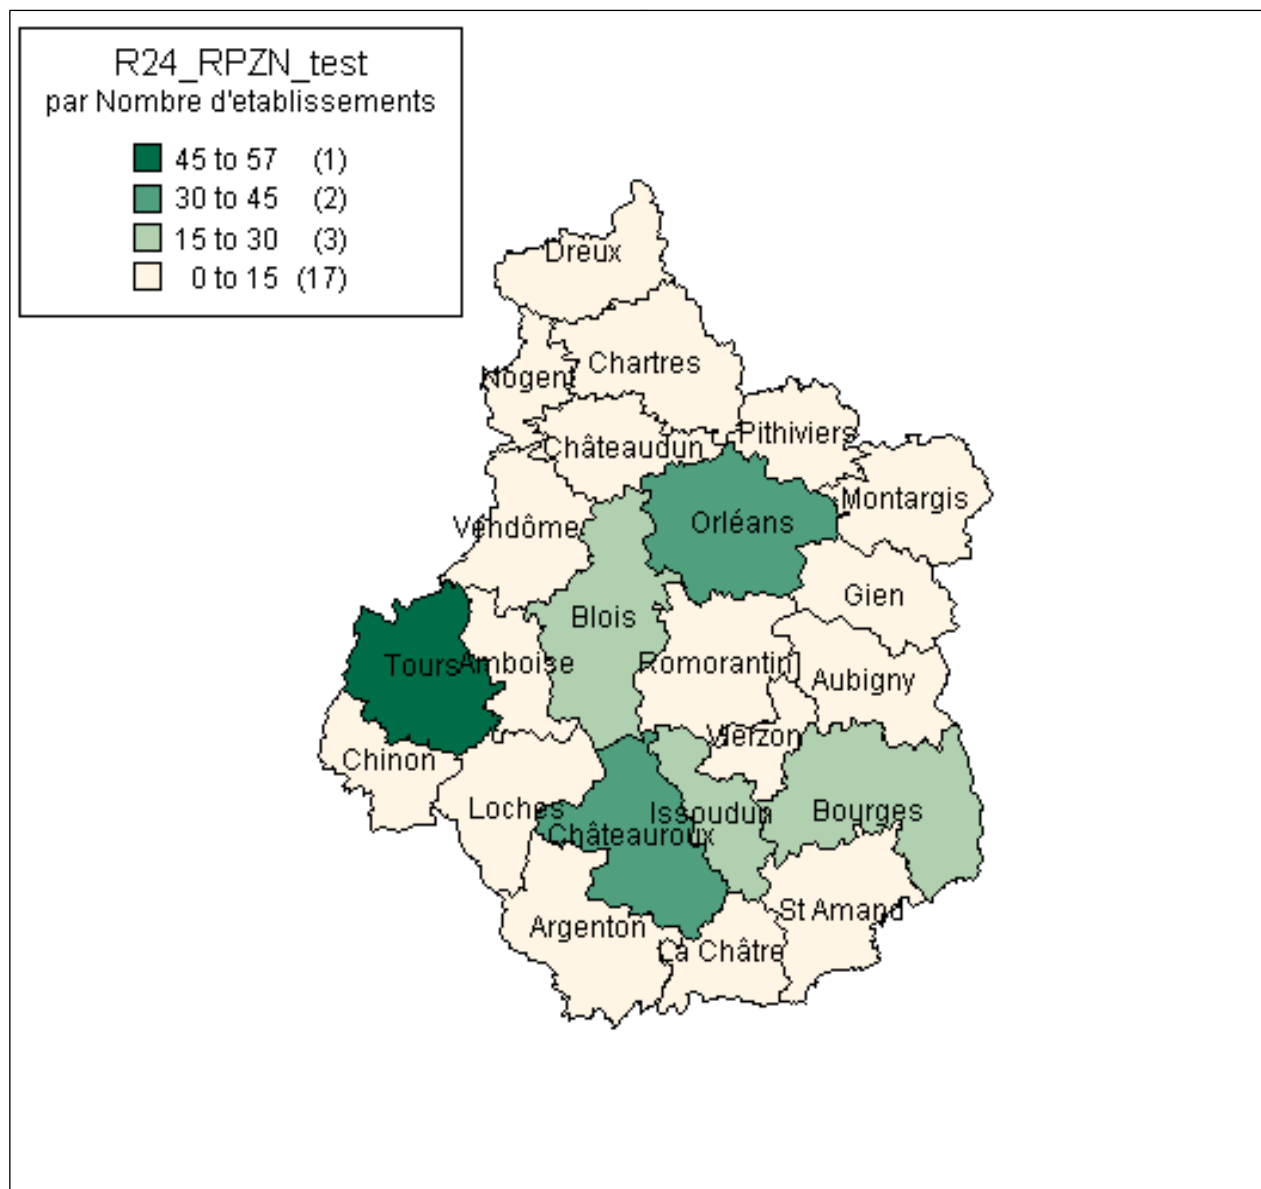 R24_RPZN_test
par Nombre d'etablissements
45 to 57 (1)
30 to 45 (2)
15 to 30 (3)
0 to 15 (17)
Dreux
Chartres
Nogent
Châteaudun
Pithiviers
Montargis
Orléans
Vendôme
Gien
Blois
Tours
Amboise
Romorantin
Aubigny
Vierzon
Chinon
Loches
Issoudun
Bourges
Châteauroux
St Amand
Argenton
La Châtre